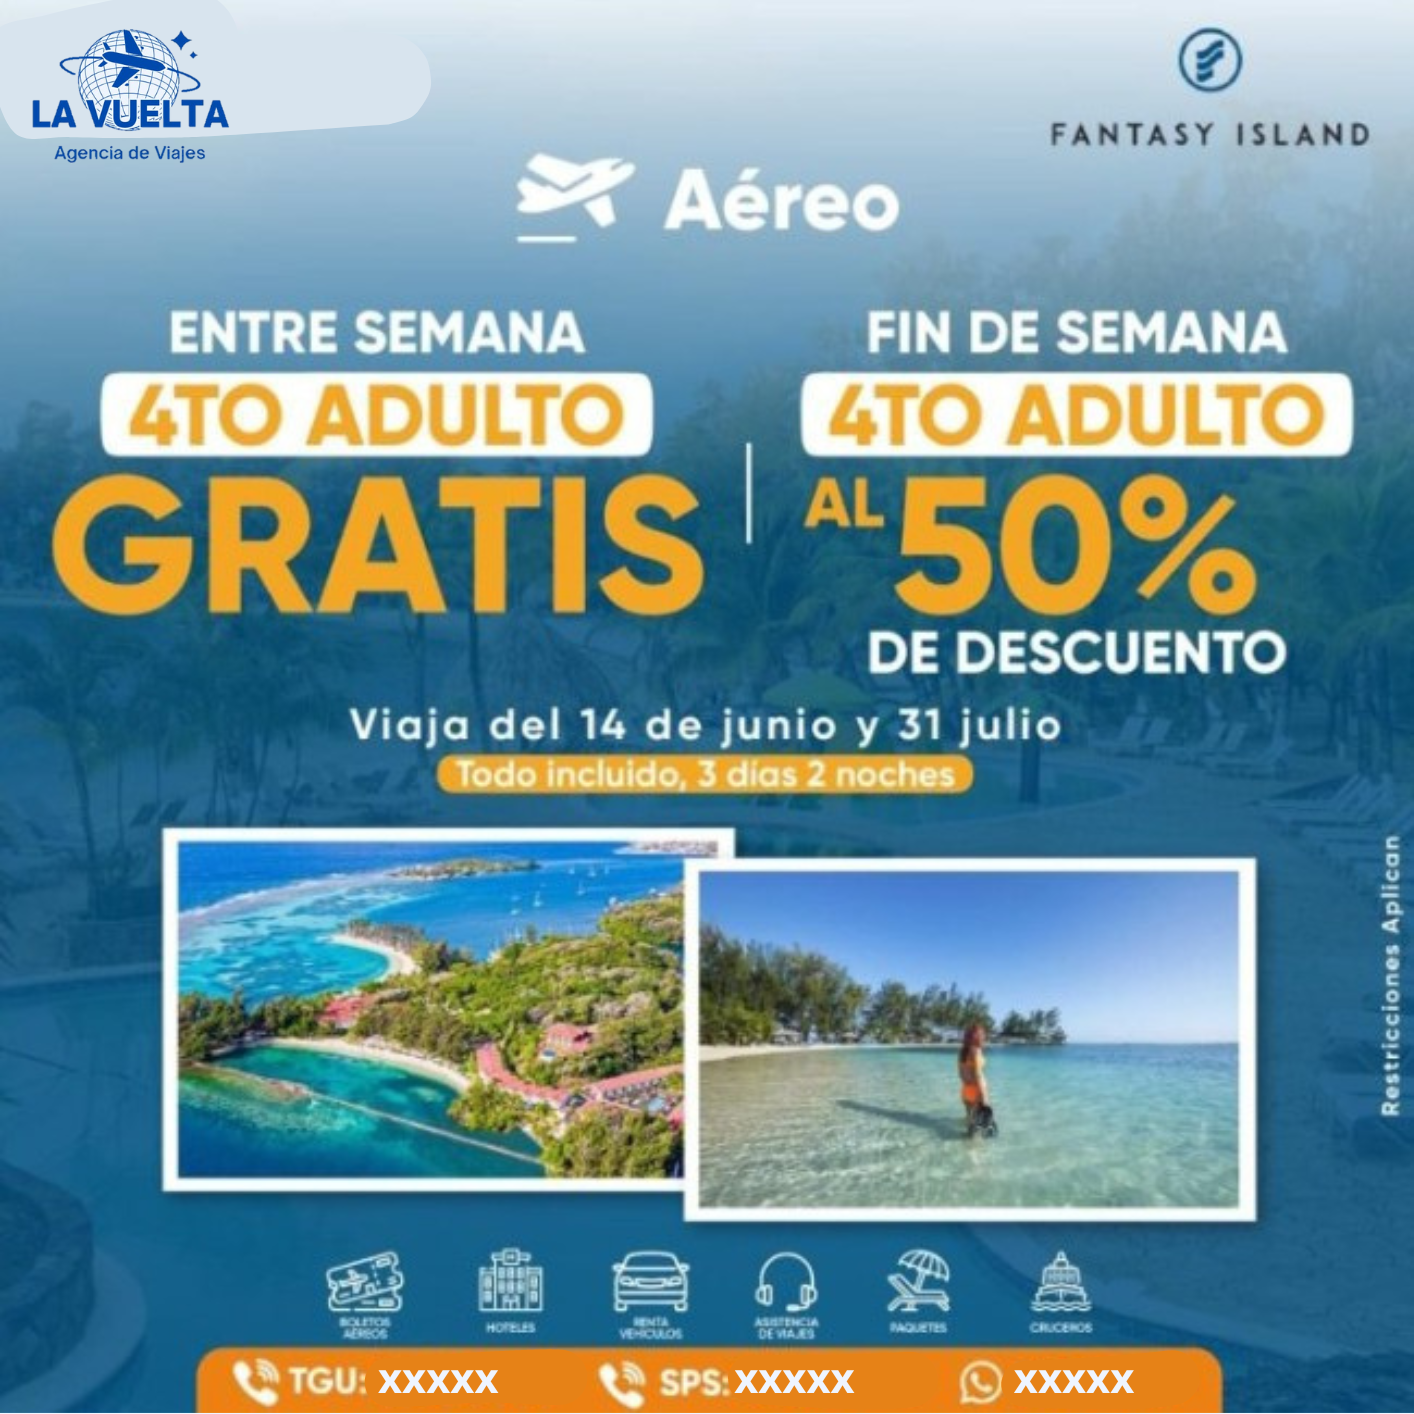 LA VUELTA
Agencia de Viajes
FANTASY ISLAND
Aéreo
ENTRE SEMANA
4TO ADULTO
GRATIS
FIN DE SEMANA
4TO ADULTO
AL 50%
DE DESCUENTO
Viaja del 14 de junio y 31 julio
Todo incluido, 3 días 2 noches
Restricciones Aplican
BOLETOS
AÉREOS
HOTELES
RENTA
VEHICULOS
ASISTENCIA
DE VIAJES
PAQUETES
CRUCEROS
TGU: XXXXX
SPS: XXXXX
XXXXX